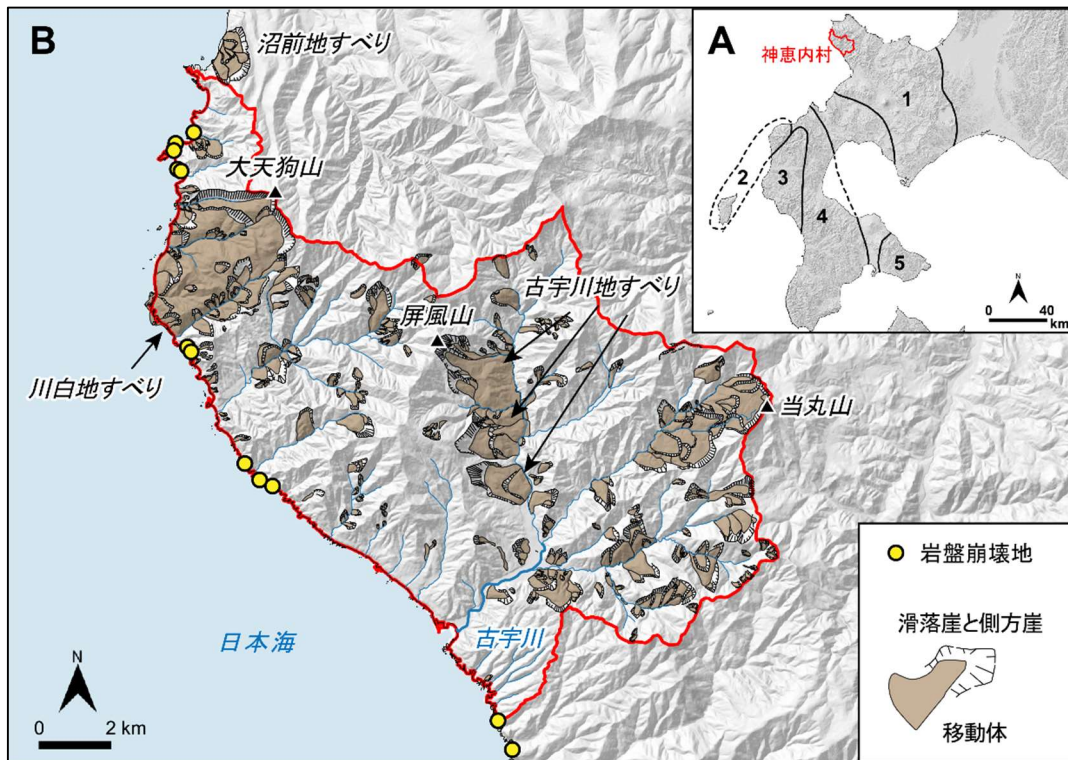 B
沼前地すべり
大天狗山
古宇川地すべり
屏風山
川白地すべり
当丸山
日本海
古宇川
N
0 2 km
A
神恵内村
1
2
3
4
5
N
0 40
km
岩盤崩壊地
滑落崖と側方崖
移動体